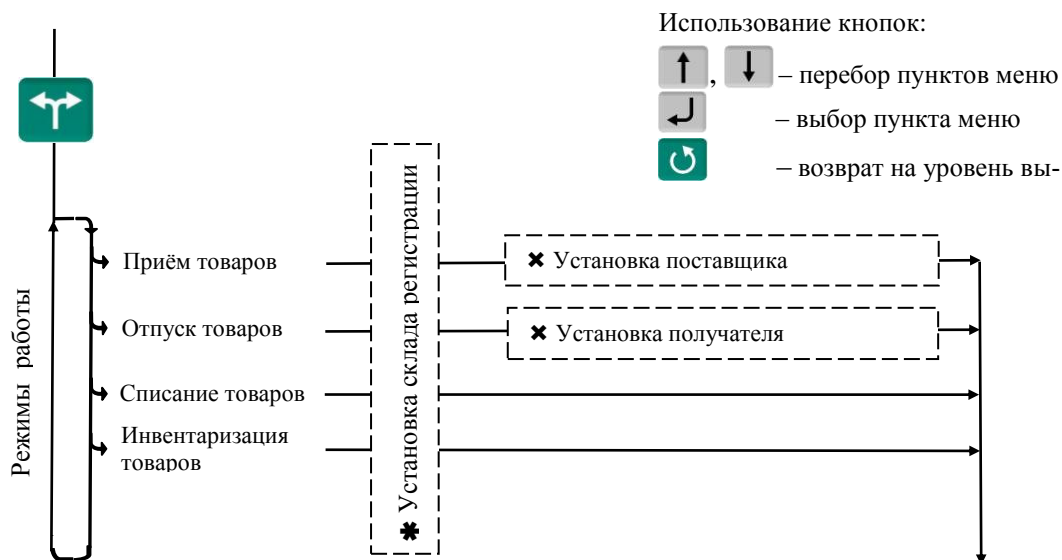 Использование кнопок:
, – перебор пунктов меню
– выбор пункта меню
– возврат на уровень вы-
Режимы работы
Приём товаров
Отпуск товаров
Списание товаров
Инвентаризация
товаров
✱ Установка склада регистрации
✖ Установка поставщика
✖ Установка получателя